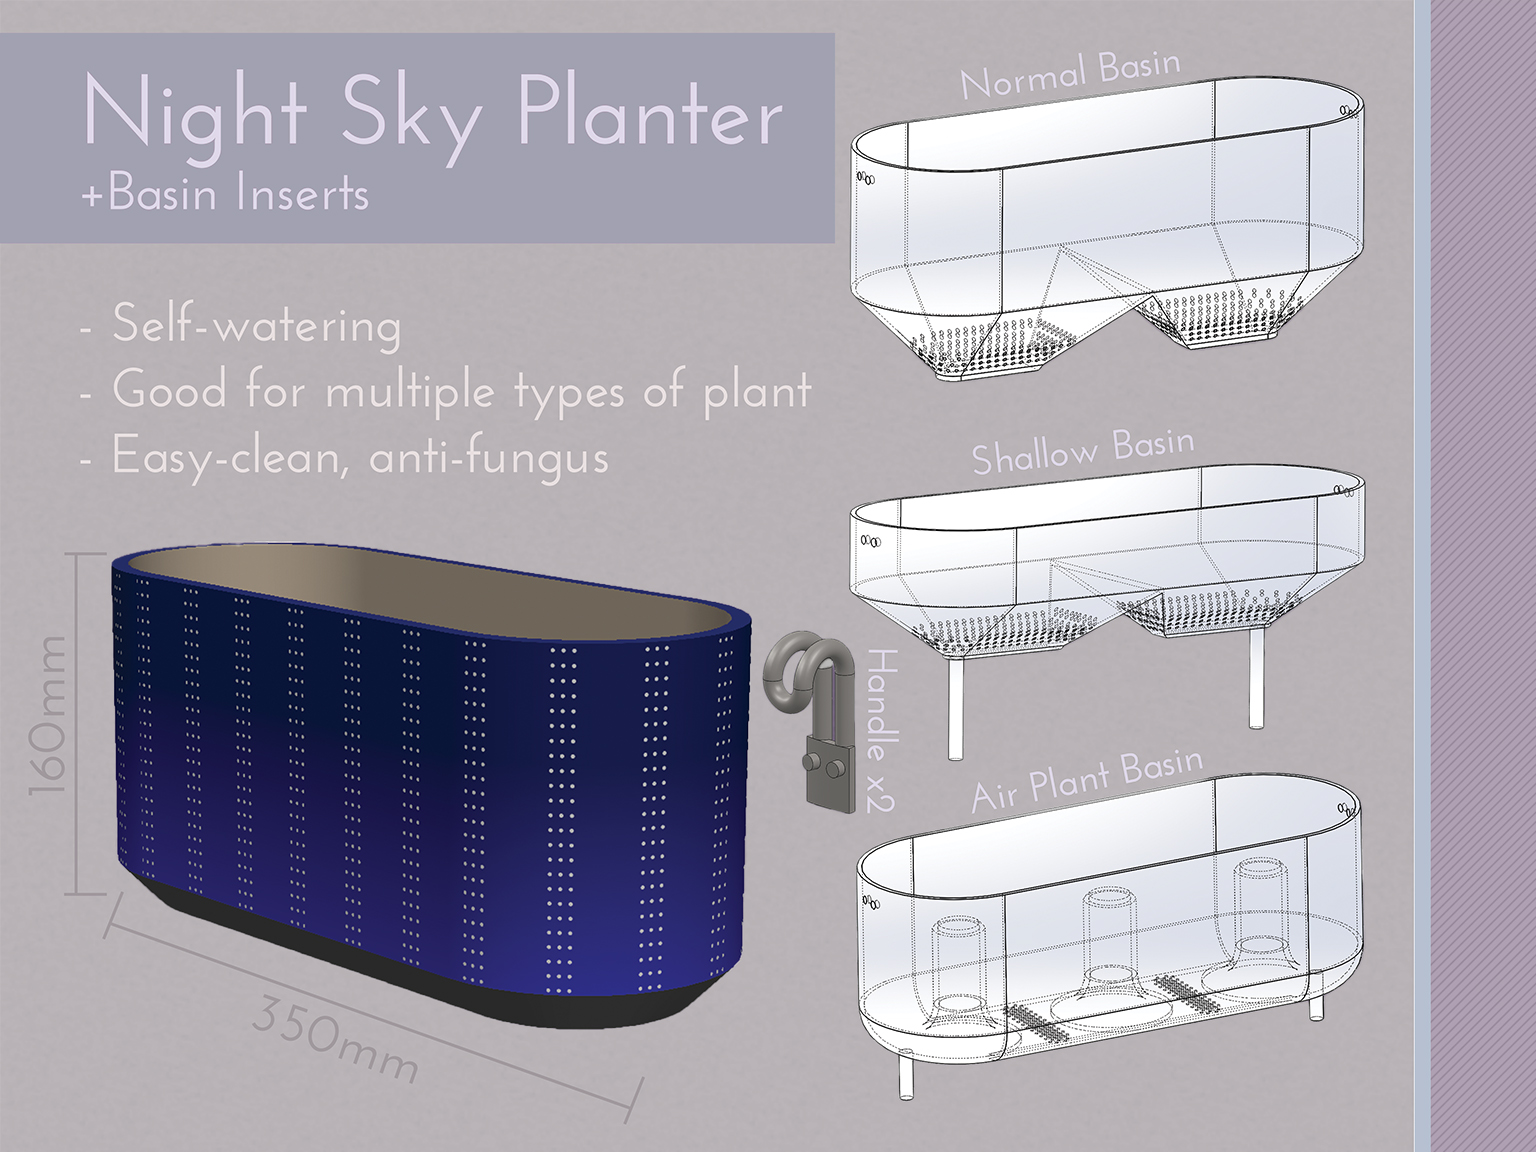 Night Sky Planter
+Basin Inserts
- Self-watering
- Good for multiple types of plant
- Easy-clean, anti-fungus
160mm
350mm
Handle x2
Normal Basin
Shallow Basin
Air Plant Basin